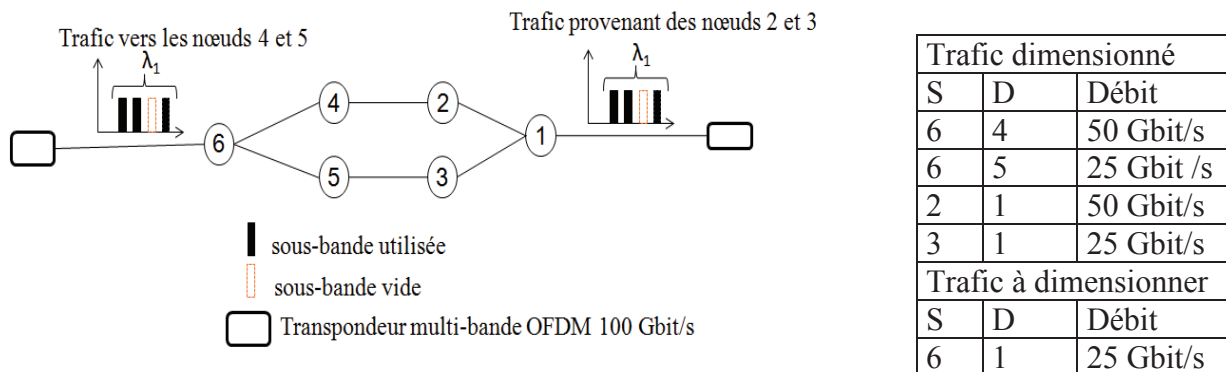 Trafic vers les nœuds 4 et 5
λ1
Trafic provenant des nœuds 2 et 3
λ1
4
2
6
1
5
3
sous-bande utilisée
sous-bande vide
Transpondeur multi-bande OFDM 100 Gbit/s
Trafic dimensionné
S D Débit
6 4 50 Gbit/s
6 5 25 Gbit /s
2 1 50 Gbit/s
3 1 25 Gbit/s
Trafic à dimensionner
S D Débit
6 1 25 Gbit/s